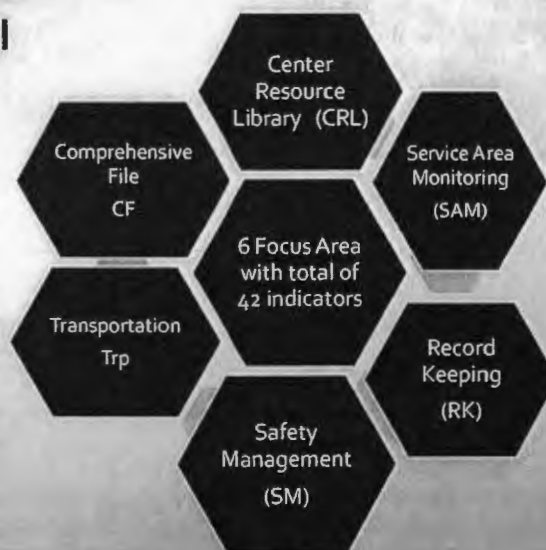 Center
Resource
Library (CRL)
Comprehensive
File
CF
Service Area
Monitoring
(SAM)
6 Focus Area
with total of
42 indicators
Transportation
Trp
Record
Keeping
(RK)
Safety
Management
(SM)